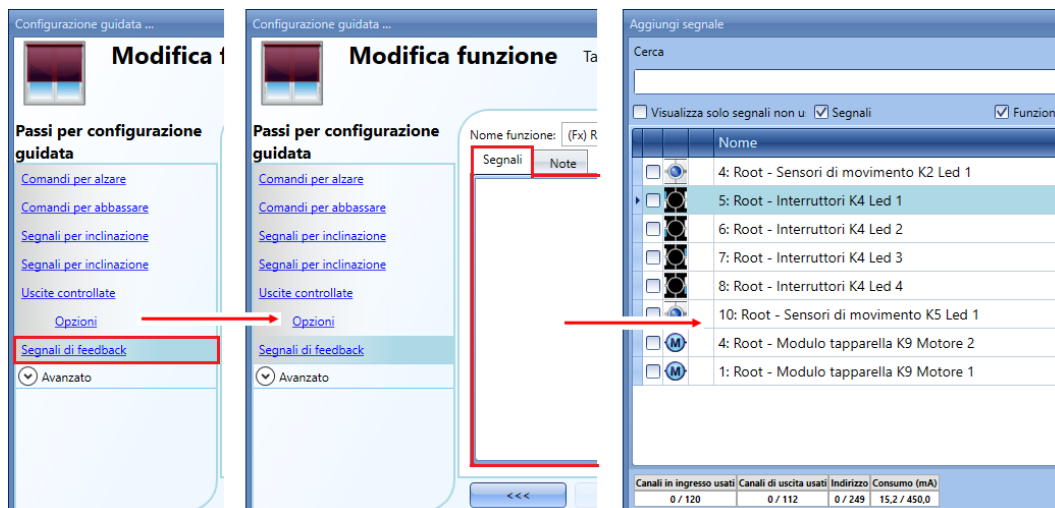 Configurazione guidata ...
Modifica f
Passi per configurazione
guidata
Comandi per alzare
Comandi per abbassare
Segnali per inclinazione
Segnali per inclinazione
Uscite controllate
Opzioni
Segnali di feedback
Avanzato
Configurazione guidata ...
Modifica funzione Ta
Passi per configurazione
guidata
Comandi per alzare
Comandi per abbassare
Segnali per inclinazione
Segnali per inclinazione
Uscite controllate
Opzioni
Segnali di feedback
Avanzato
Nome funzione: (Fx) R
Segnali Note
<<<
Aggiungi segnale
Cerca
Visualizza solo segnali non u: Segnali Funzion
Nome
4: Root - Sensori di movimento K2 Led 1
5: Root - Interruttori K4 Led 1
6: Root - Interruttori K4 Led 2
7: Root - Interruttori K4 Led 3
8: Root - Interruttori K4 Led 4
10: Root - Sensori di movimento K5 Led 1
M 4: Root - Modulo tapparella K9 Motore 2
M 1: Root - Modulo tapparella K9 Motore 1
Canali in ingresso usati Canali di uscita usati Indirizzo Consumo (mA)
0 / 120 0 / 112 0 / 249 15,2 / 450,0